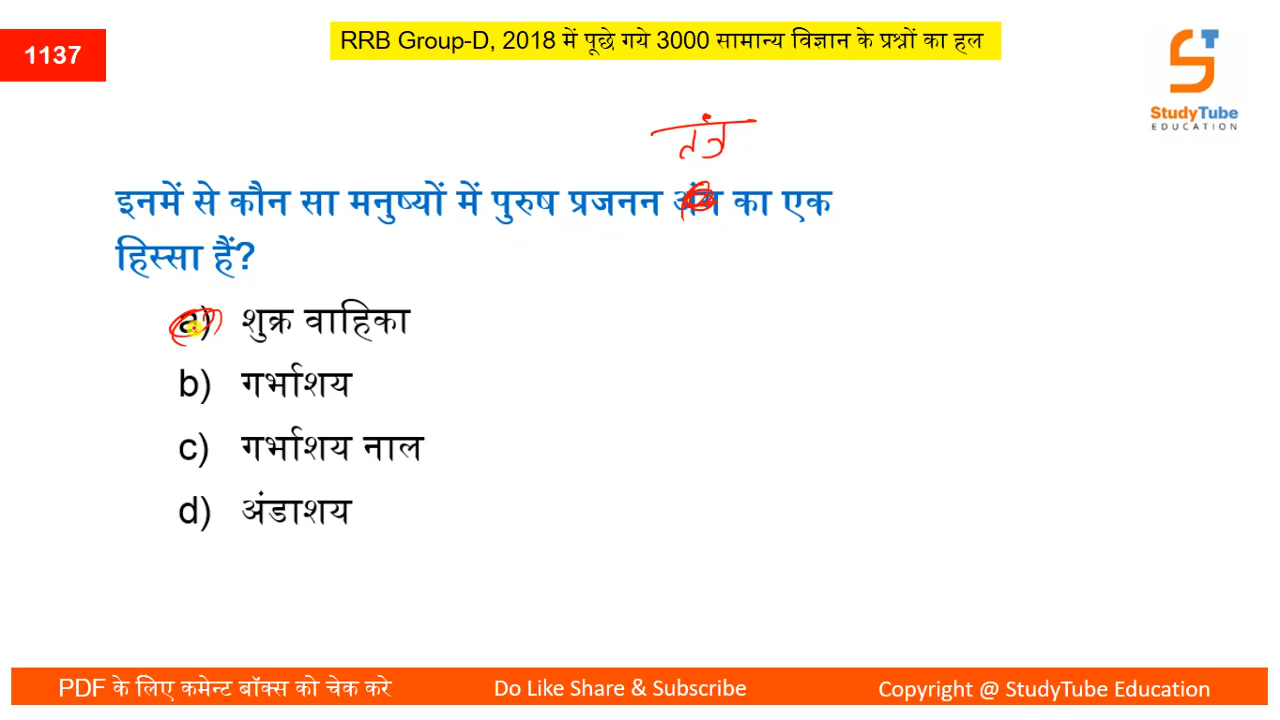 1137
RRB Group-D, 2018 में पूछे गये 3000 सामान्य विज्ञान के प्रश्नों का हल
StudyTube
EDUCATION
तंत्र
इनमें से कौन सा मनुष्यों में पुरुष प्रजनन अंग का एक
हिस्सा हैं?
a) शुक्र वाहिका
b) गर्भाशय
c) गर्भाशय नाल
d) अंडाशय
PDF के लिए कमेन्ट बॉक्स को चेक करे
Do Like Share & Subscribe
Copyright @ StudyTube Education